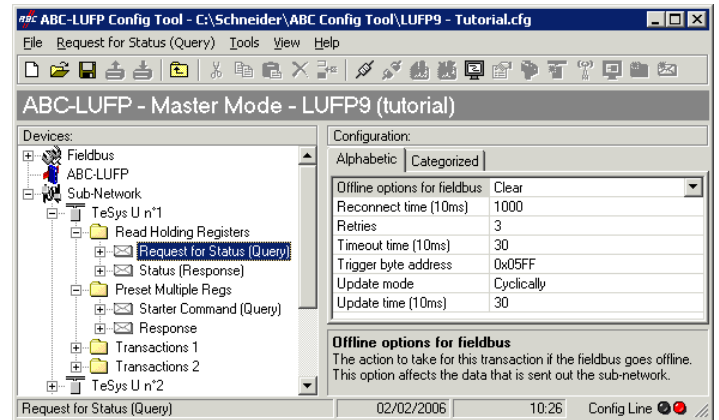 ABC-LUFP Config Tool - C:\Schneider\ABC Config Tool\LUFP9 - Tutorial.cfg
File Request for Status (Query) Tools View Help
ABC-LUFP - Master Mode - LUFP9 (tutorial)
Devices:
Fieldbus
ABC-LUFP
Sub-Network
TeSys U n°1
Read Holding Registers
Request for Status (Query)
Status (Response)
Preset Multiple Regs
Starter Command (Query)
Response
Transactions 1
Transactions 2
TeSys U n°2
Configuration:
Alphabetic Categorized
Offline options for fieldbus Clear
Reconnect time (10ms) 1000
Retries 3
Timeout time (10ms) 30
Trigger byte address 0x05FF
Update mode Cyclically
Update time (10ms) 30
Offline options for fieldbus
The action to take for this transaction if the fieldbus goes offline.
This option affects the data that is sent out the sub-network.
Request for Status (Query) 02/02/2006 10:26 Config Line